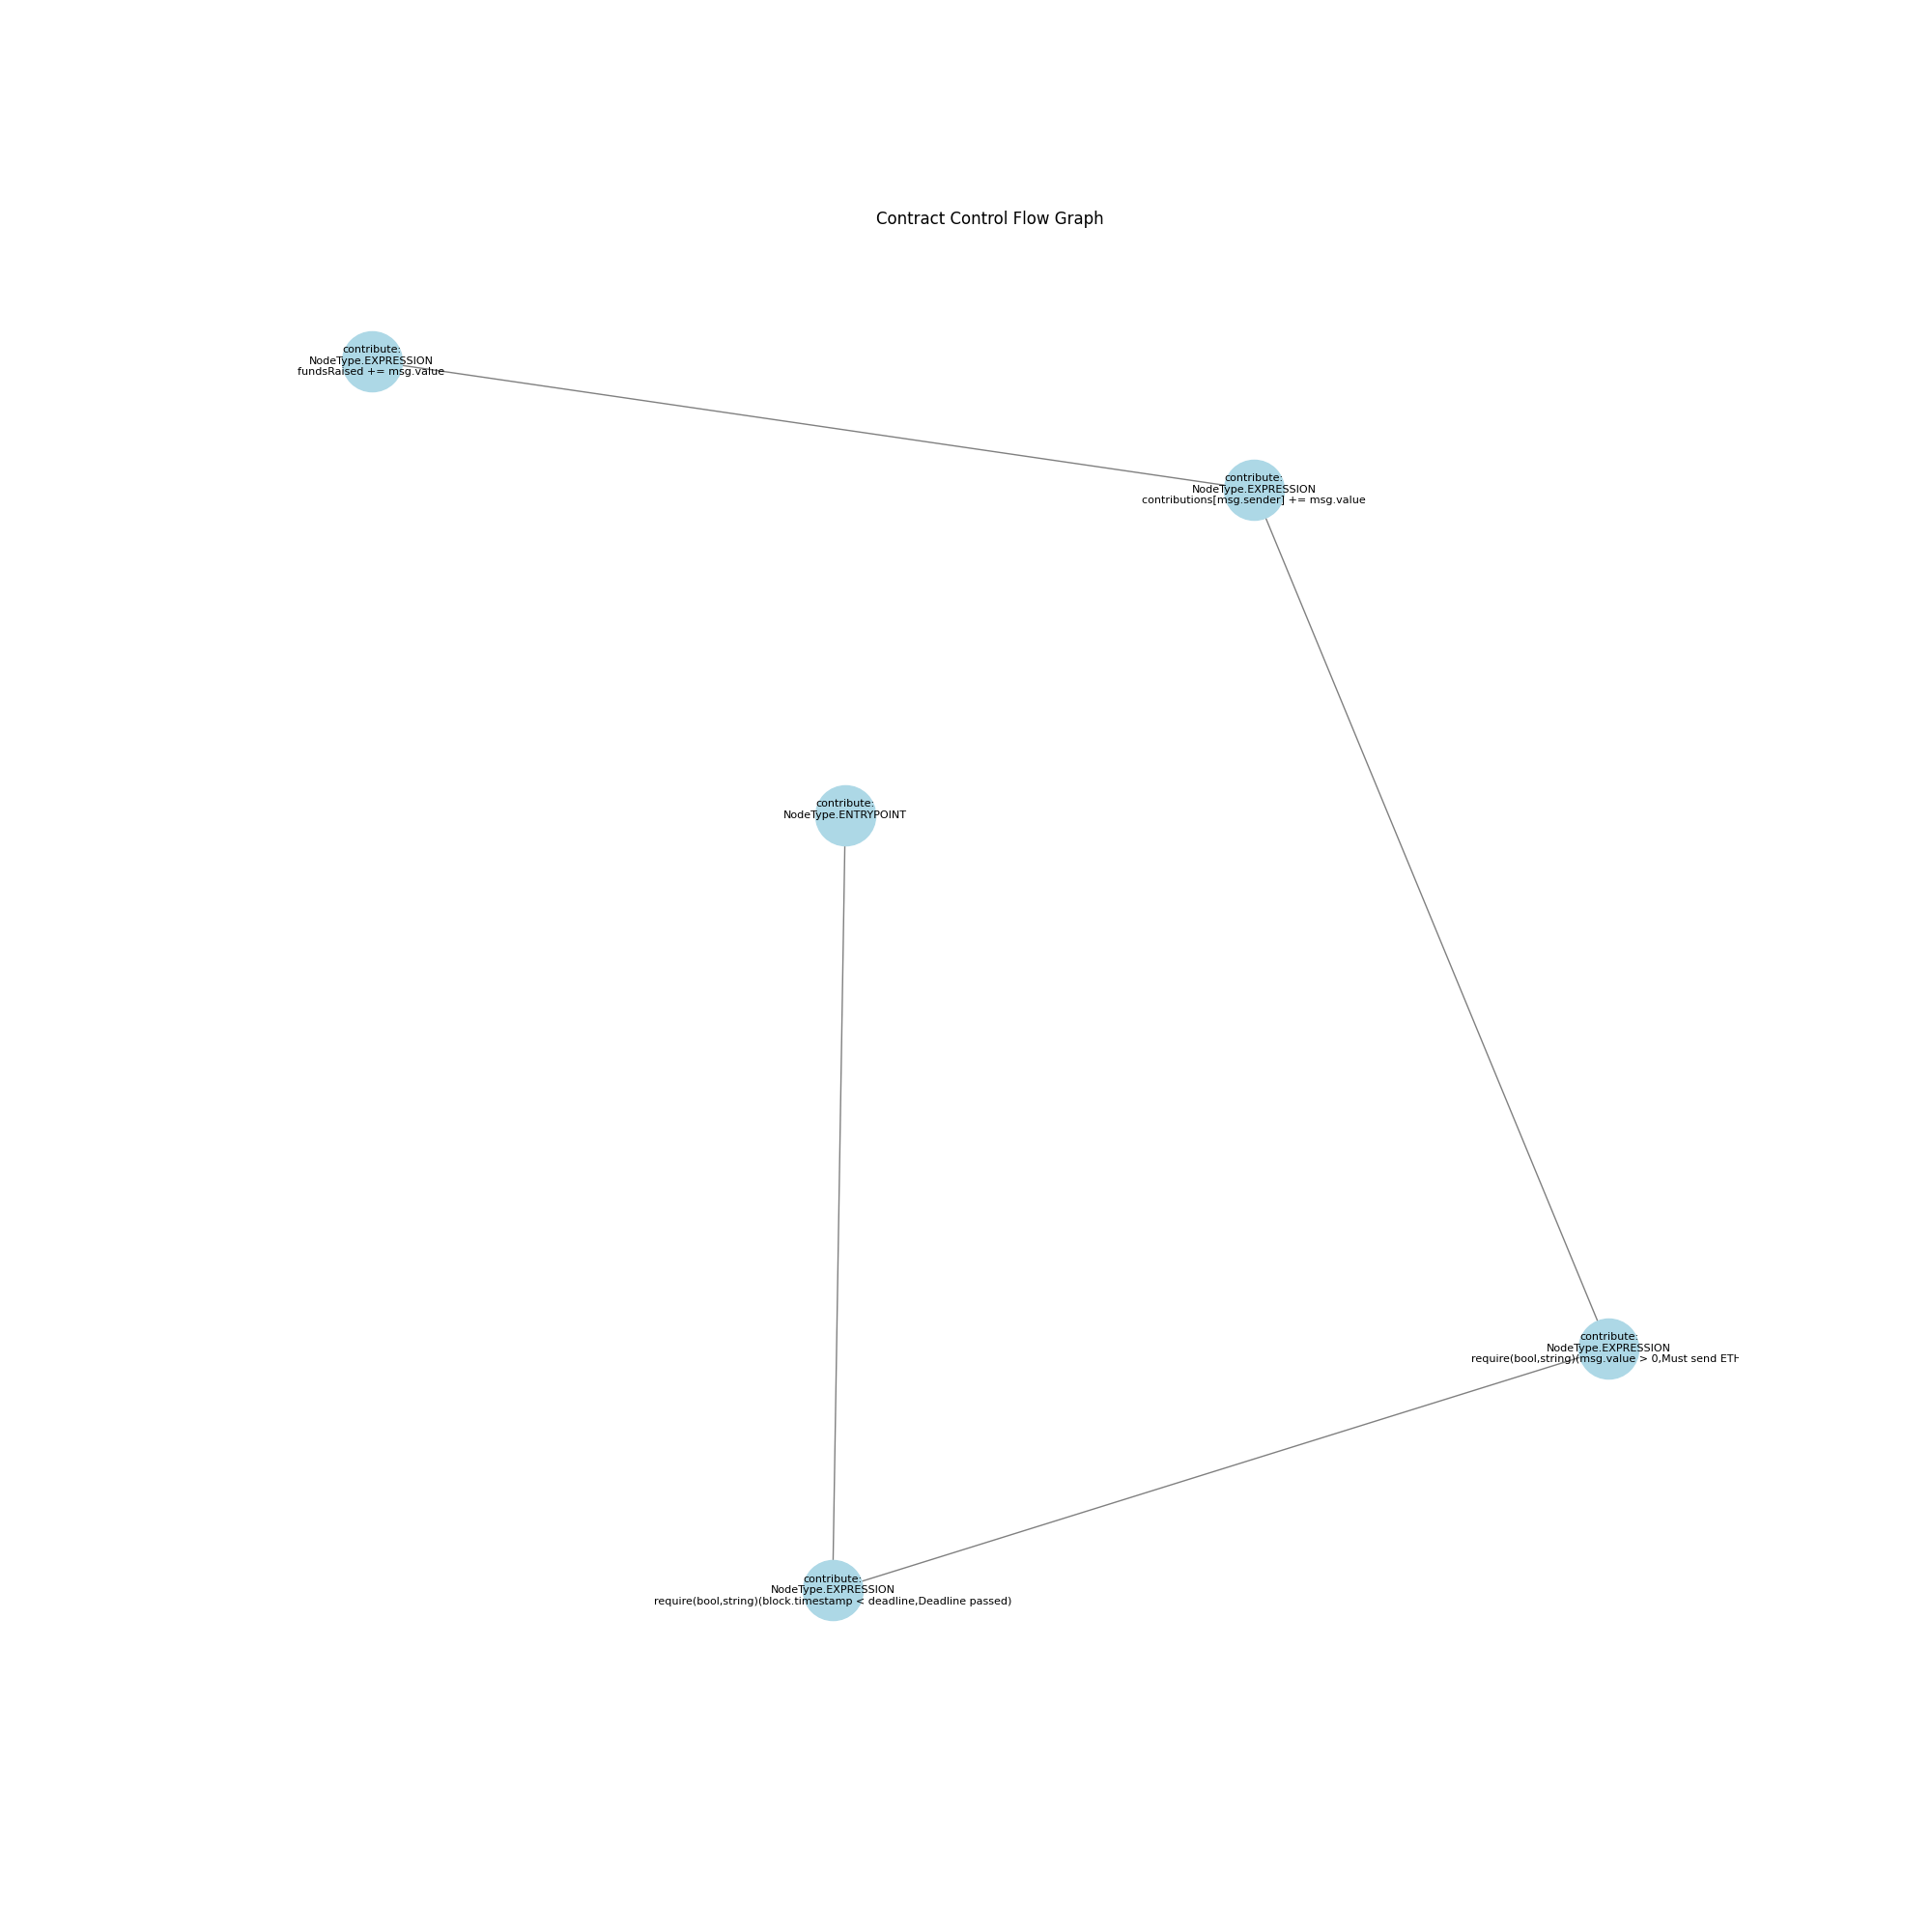 Contract Control Flow Graph
contribute:
NodeType.EXPRESSION
fundsRaised += msg.value
contribute:
NodeType.EXPRESSION
contributions[msg.sender] += msg.value
contribute:
NodeType.ENTRYPOINT
contribute:
NodeType.EXPRESSION
require(bool,string)(msg.value > 0,Must send ETH
contribute:
NodeType.EXPRESSION
require(bool,string)(block.timestamp < deadline,Deadline passed)